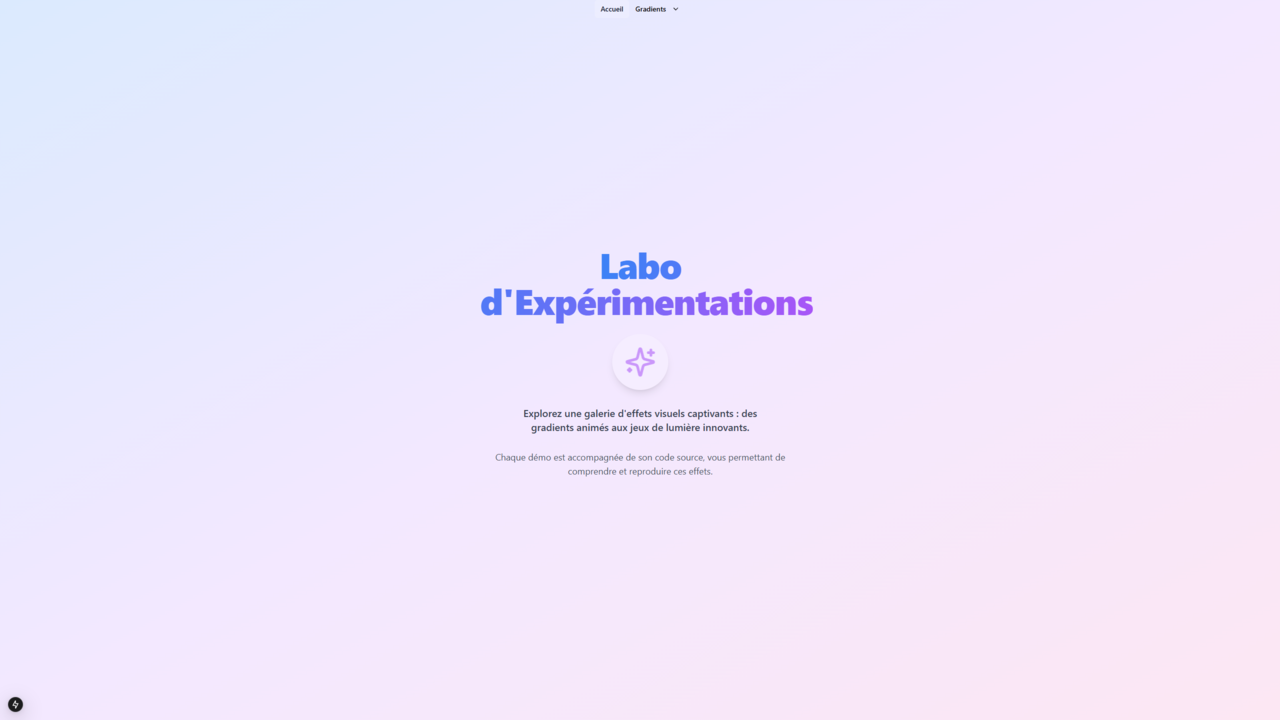 Accueil Gradients
Labo
d'Expérimentations
Explorez une galerie d'effets visuels captivants : des
gradients animés aux jeux de lumière innovants.
Chaque démo est accompagnée de son code source, vous permettant de
comprendre et reproduire ces effets.